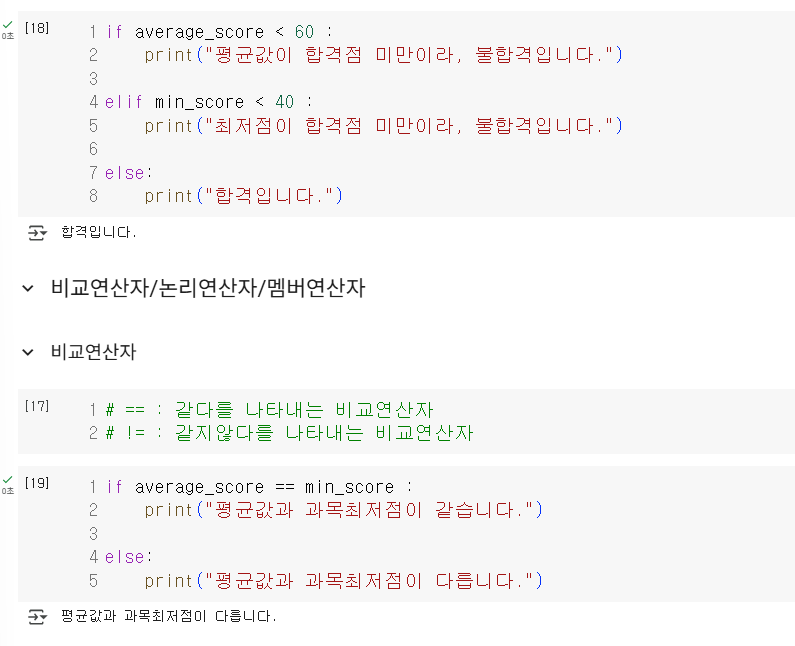 [18]
0초
1 if average_score < 60 :
2 print("평균값이 합격점 미만이라, 불합격입니다.")
3
4 elif min_score < 40 :
5 print("최저점이 합격점 미만이라, 불합격입니다.")
6
7 else:
8 print("합격입니다.")
합격입니다.
비교연산자/논리연산자/멤버연산자
비교연산자
[17]
1 # == : 같다를 나타내는 비교연산자
2 # != : 같지않다를 나타내는 비교연산자
[19]
0초
1 if average_score == min_score :
2 print("평균값과 과목최저점이 같습니다.")
3
4 else:
5 print("평균값과 과목최저점이 다릅니다.")
평균값과 과목최저점이 다릅니다.